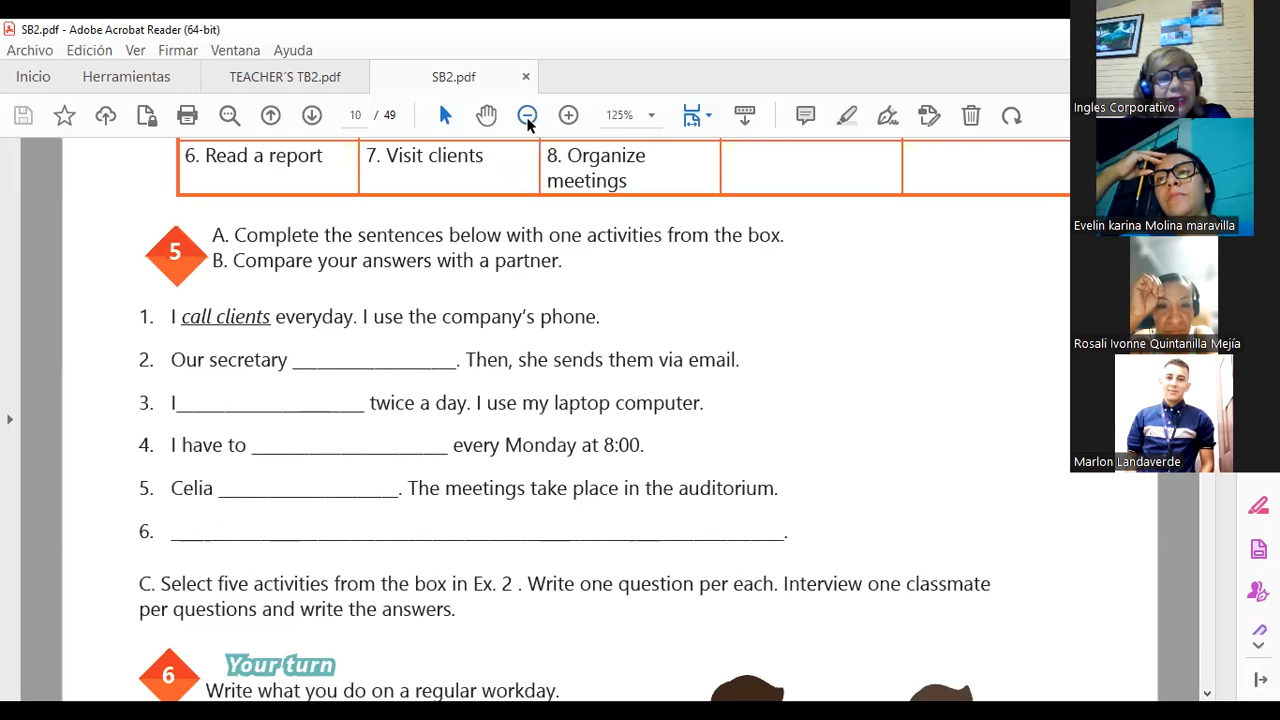 SB2.pdf - Adobe Acrobat Reader (64-bit)
Archivo Edición Ver Firmar Ventana Ayuda
Inicio Herramientas TEACHER´S TB2.pdf SB2.pdf ×
10 / 49 125%
6. Read a report 7. Visit clients 8. Organize
meetings
5
A. Complete the sentences below with one activities from the box.
B. Compare your answers with a partner.
1. I call clients everyday. I use the company’s phone.
2. Our secretary __________________. Then, she sends them via email.
3. I_____________________ twice a day. I use my laptop computer.
4. I have to ______________________ every Monday at 8:00.
5. Celia ____________________. The meetings take place in the auditorium.
6. ____________________________________________________________________.
C. Select five activities from the box in Ex. 2 . Write one question per each. Interview one classmate
per questions and write the answers.
6
Your turn
Write what you do on a regular workday.
Ingles Corporativo
Evelin karina Molina maravilla
Rosali Ivonne Quintanilla Mejía
Marlon Landaverde